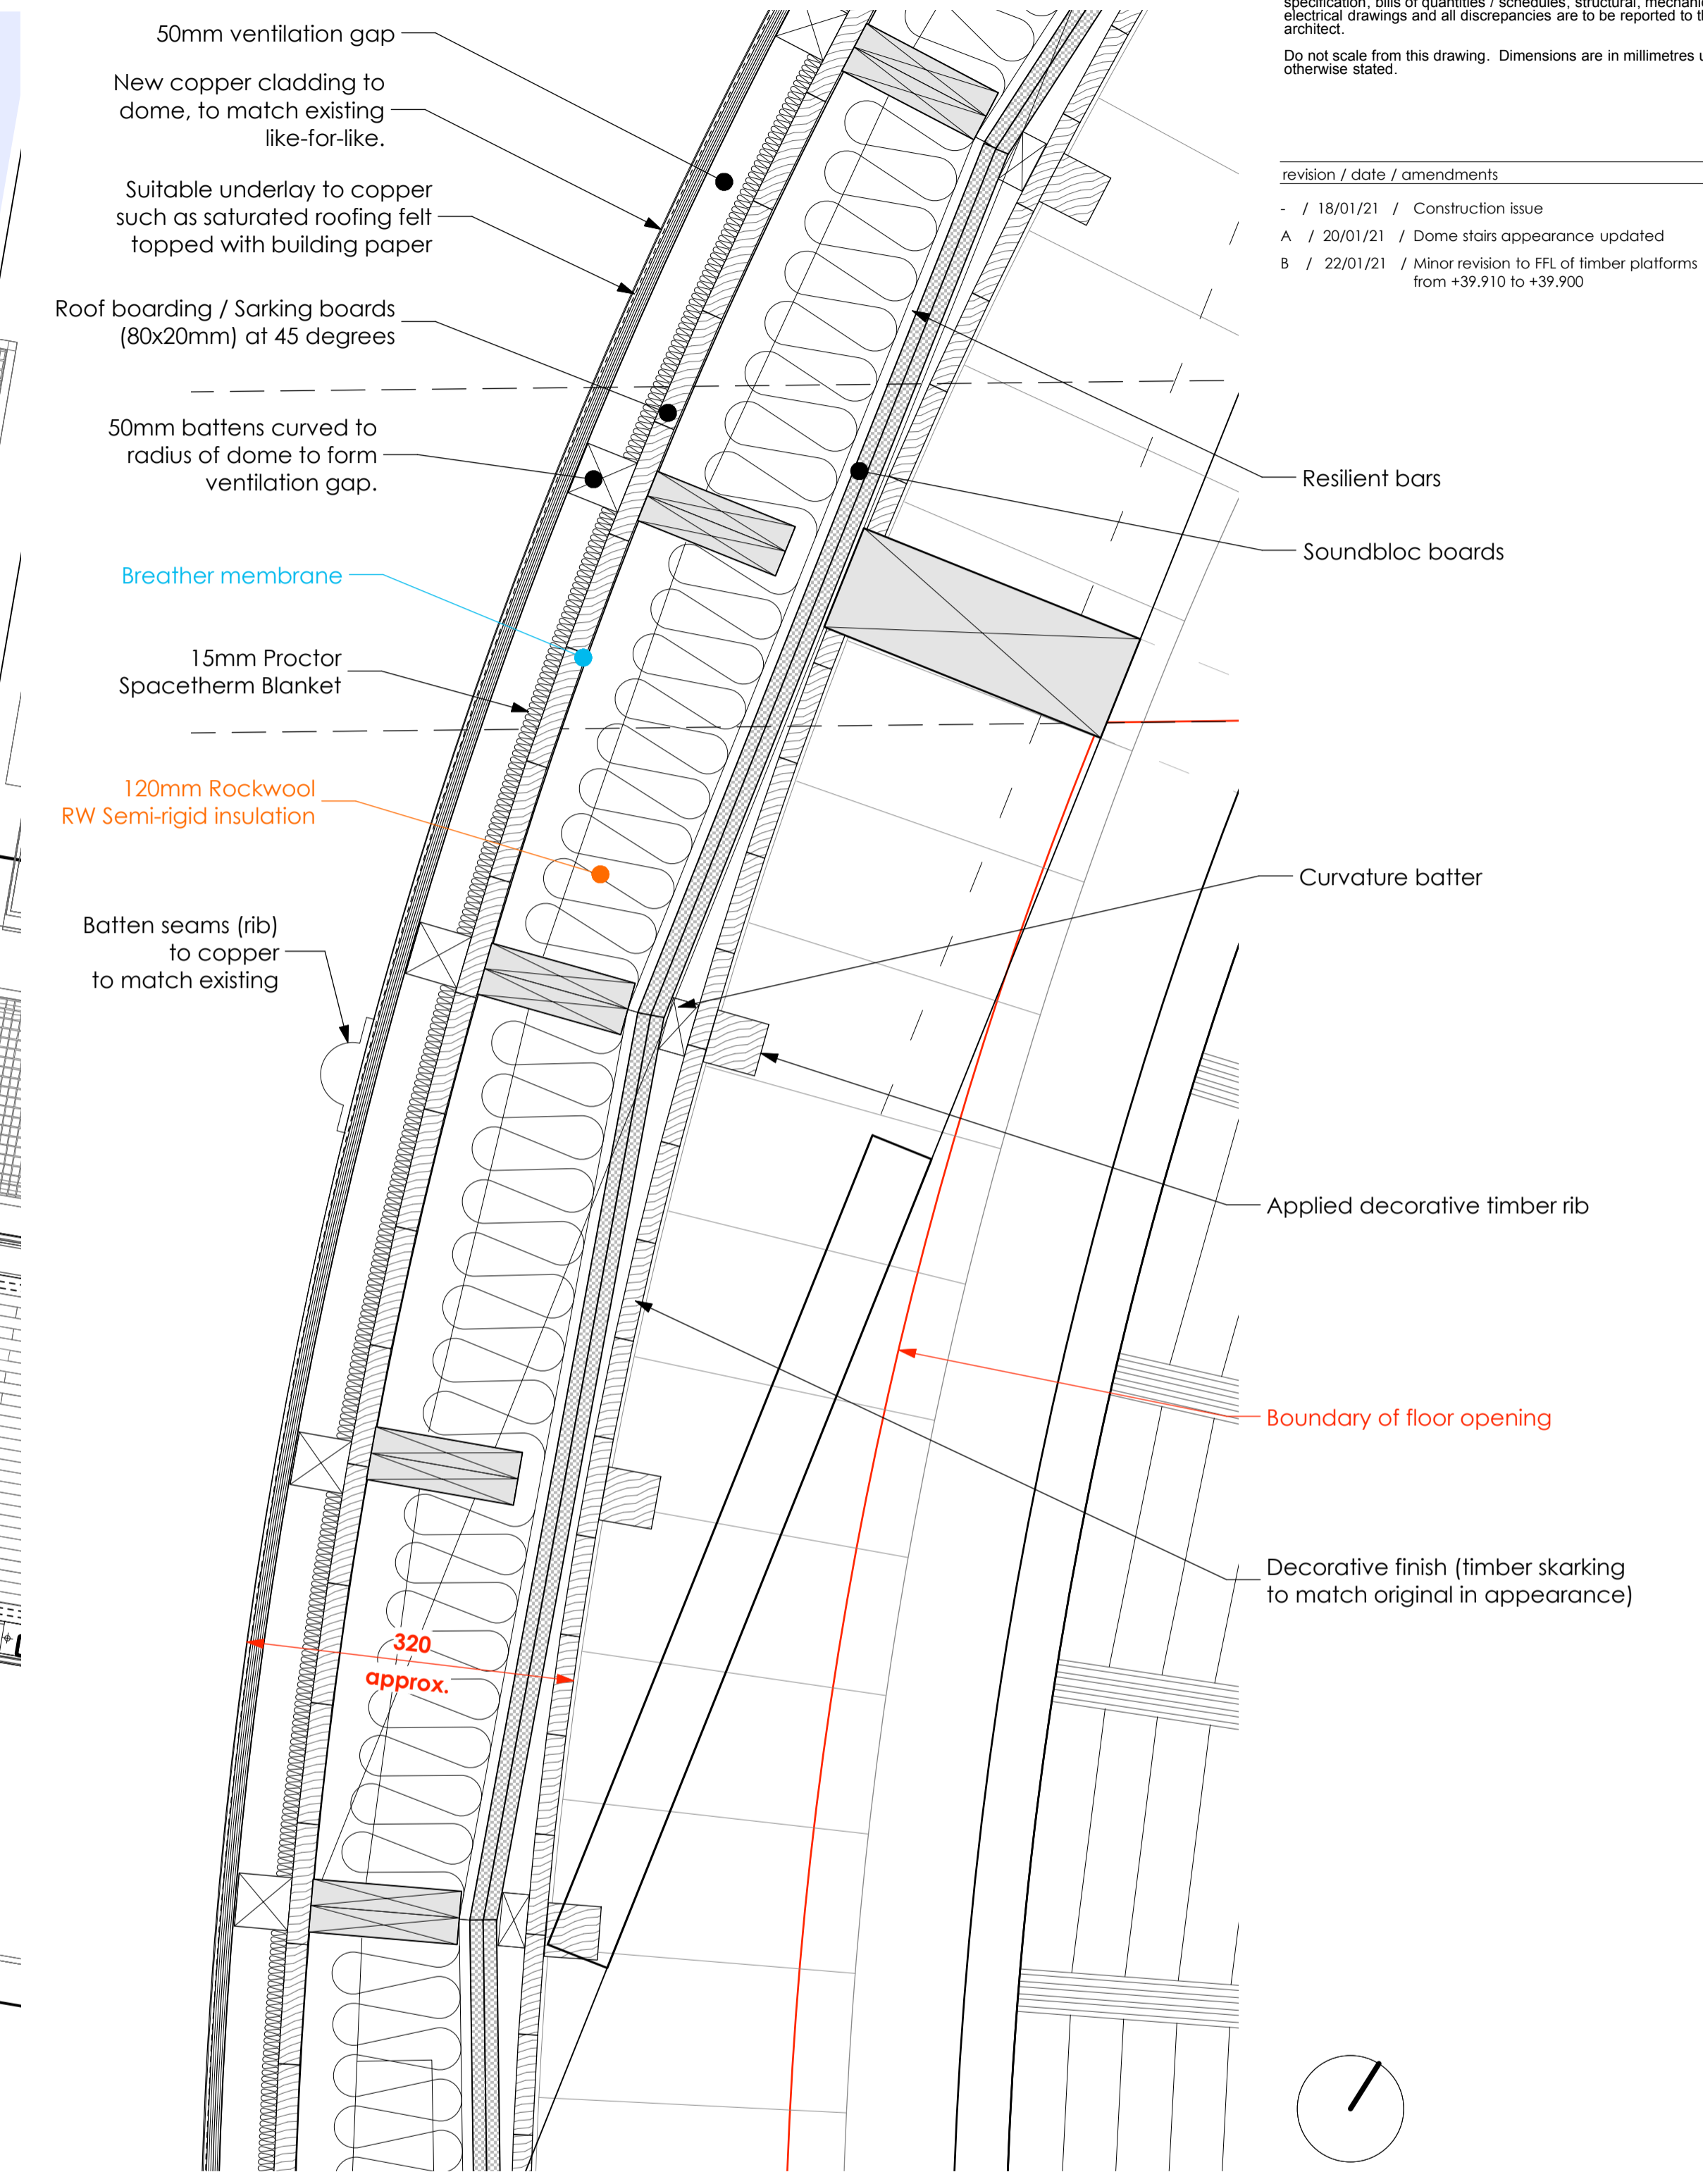 50mm ventilation gap
New copper cladding to
dome, to match existing
like-for-like.
Suitable underlay to copper
such as saturated roofing felt
topped with building paper
Roof boarding / Sarking boards
(80x20mm) at 45 degrees
50mm battens curved to
radius of dome to form
ventilation gap.
Breather membrane
15mm Proctor
Spacetherm Blanket
120mm Rockwool
RW Semi-rigid insulation
Batten seams (rib)
to copper
to match existing
320
approx.
specification, bills of quantities / schedules, structural,
electrical drawings and all discrepancies are to be reported to
architect.
Do not scale from this drawing. Dimensions are in millimetres
otherwise stated.
revision / date / amendments
- / 18/01/21 / Construction issue
A / 20/01/21 / Dome stairs appearance updated
B / 22/01/21 / Minor revision to FFL of timber platforms
from +39.910 to +39.900
Resilient bars
Soundbloc boards
Curvature batter
Applied decorative timber rib
Boundary of floor opening
Decorative finish (timber skarking
to match original in appearance)